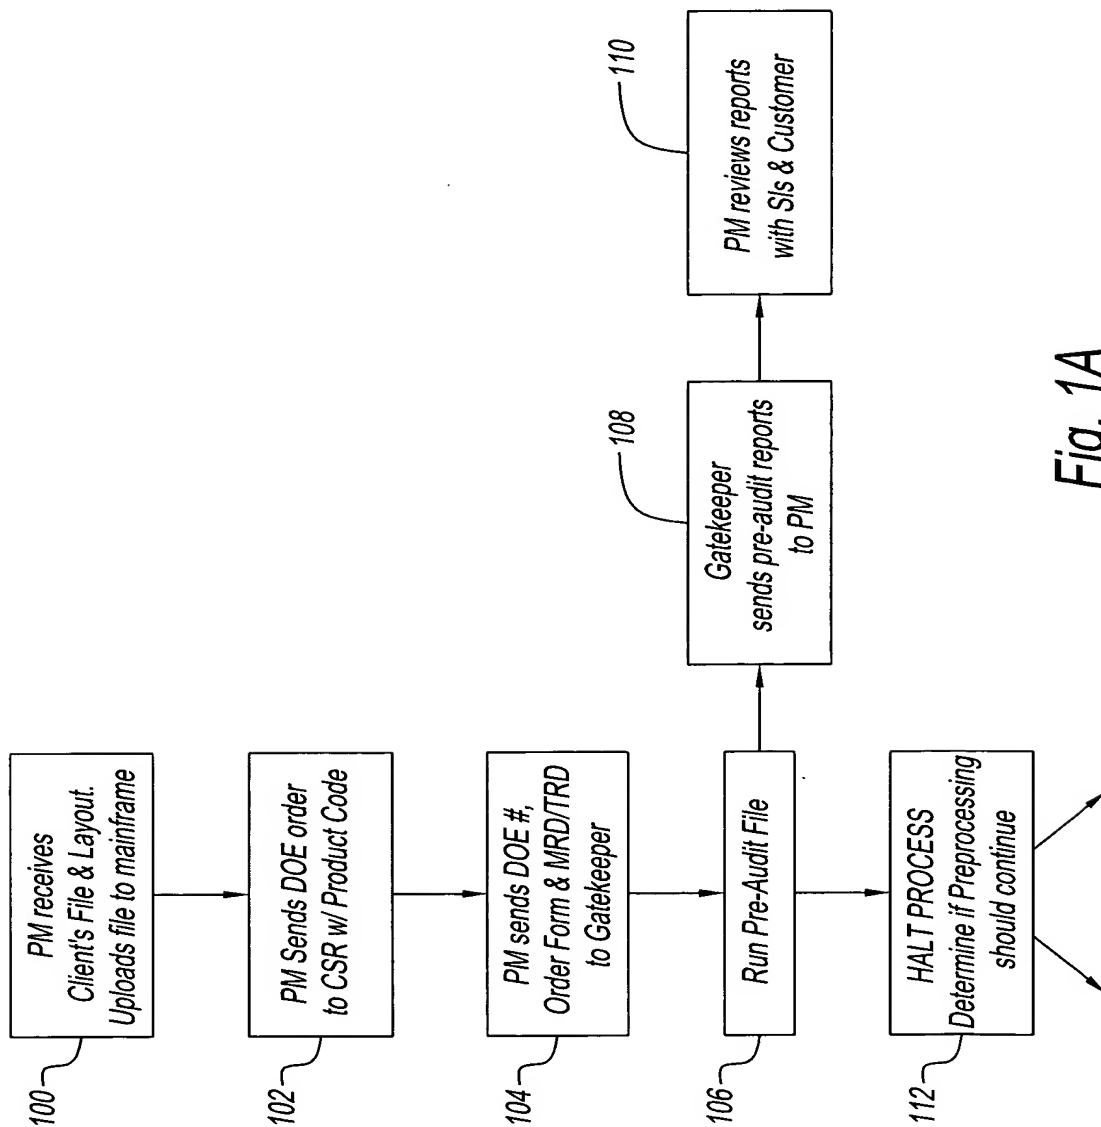 100
PM receives
Client's File & Layout.
Uploads file to mainframe
102
PM Sends DOE order
to CSR w/ Product Code
104
PM sends DOE #,
Order Form & MRD/TRD
to Gatekeeper
106
Run Pre-Audit File
108
Gatekeeper
sends pre-audit reports
to PM
110
PM reviews reports
with SIs & Customer
112
HALT PROCESS
Determine if Preprocessing
should continue
Fig. 1A